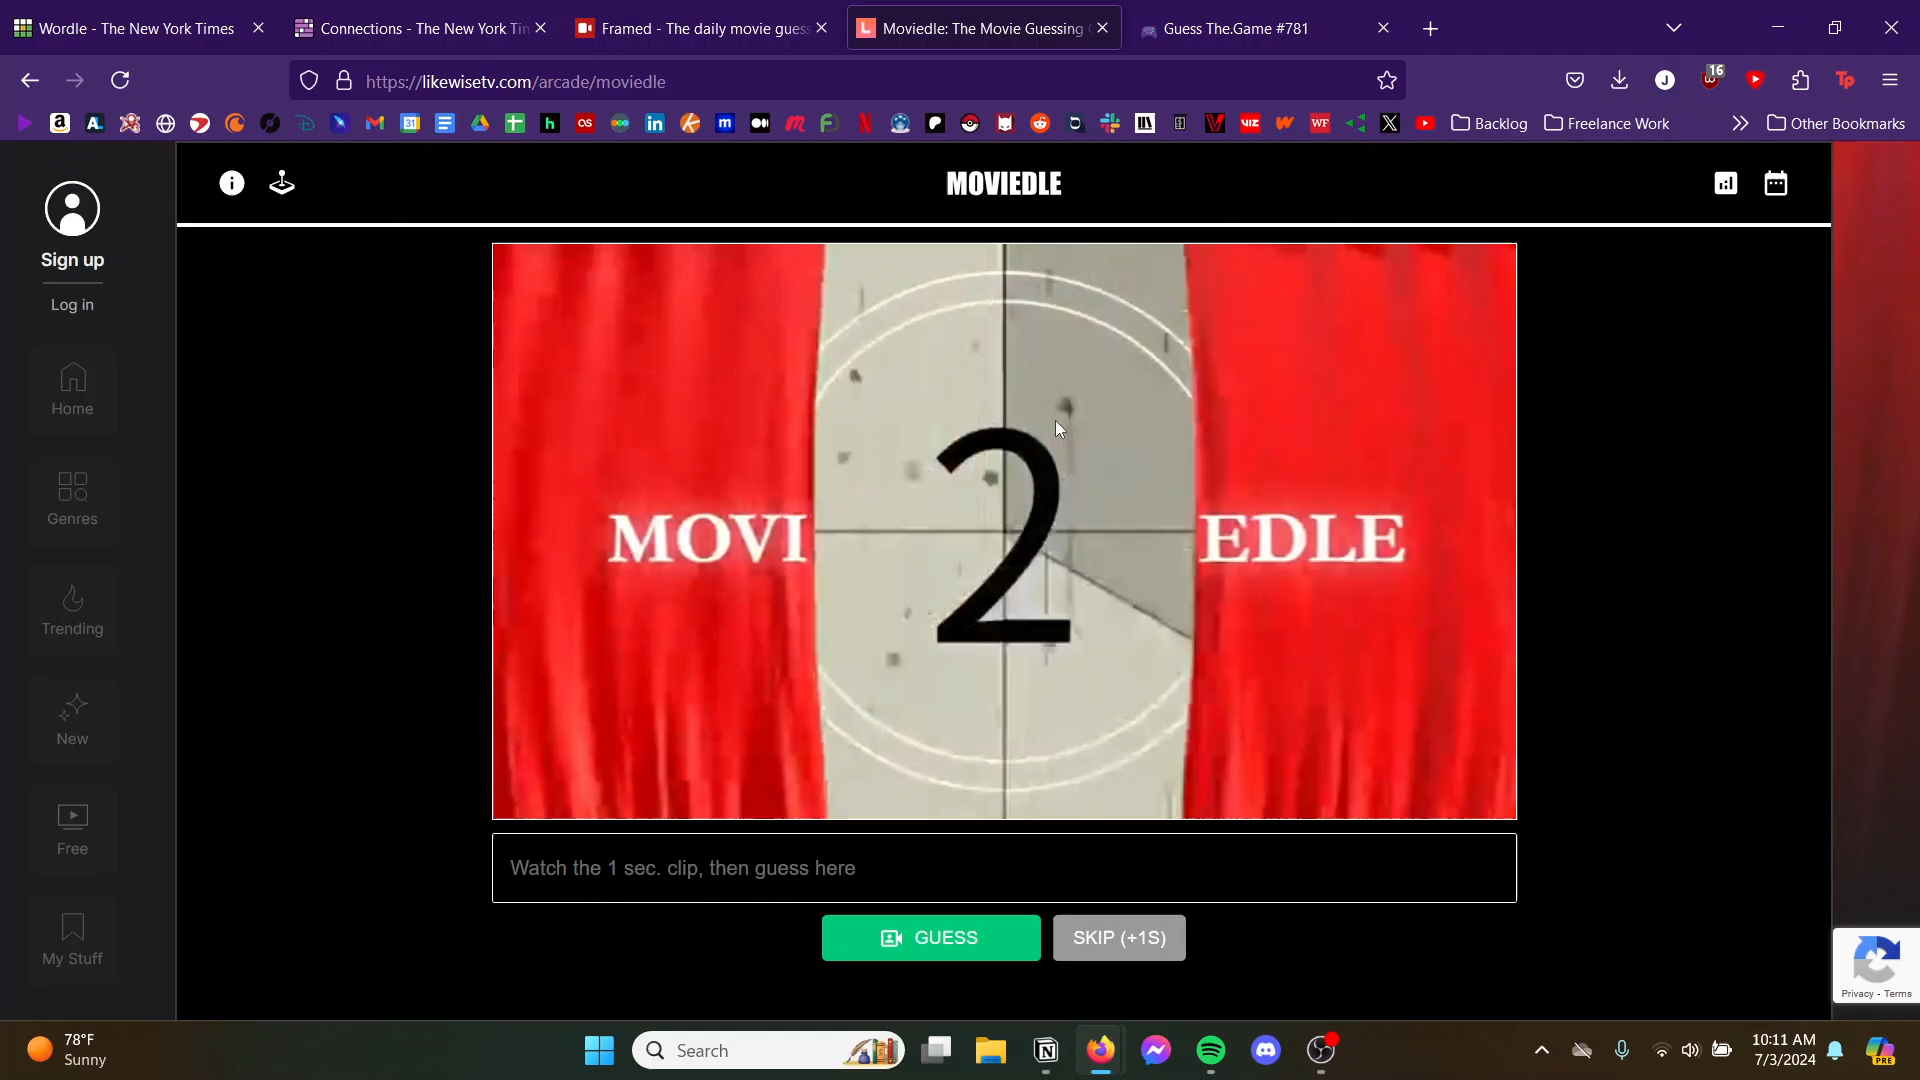 Wordle - The New York Times
Connections - The New York Tin
Framed - The daily movie gues
Moviedle: The Movie Guessing
Guess The.Game #781
https://likewisetv.com/arcade/moviedle
16
Tp
Backlog
Freelance Work
Other Bookmarks
Sign up
Log in
Home
Genres
Trending
New
Free
My Stuff
MOVIEDLE
MOVI
2
EDLE
Watch the 1 sec. clip, then guess here
GUESS
SKIP (+1S)
Privacy - Terms
78°F
Sunny
Search
10:11 AM
7/3/2024